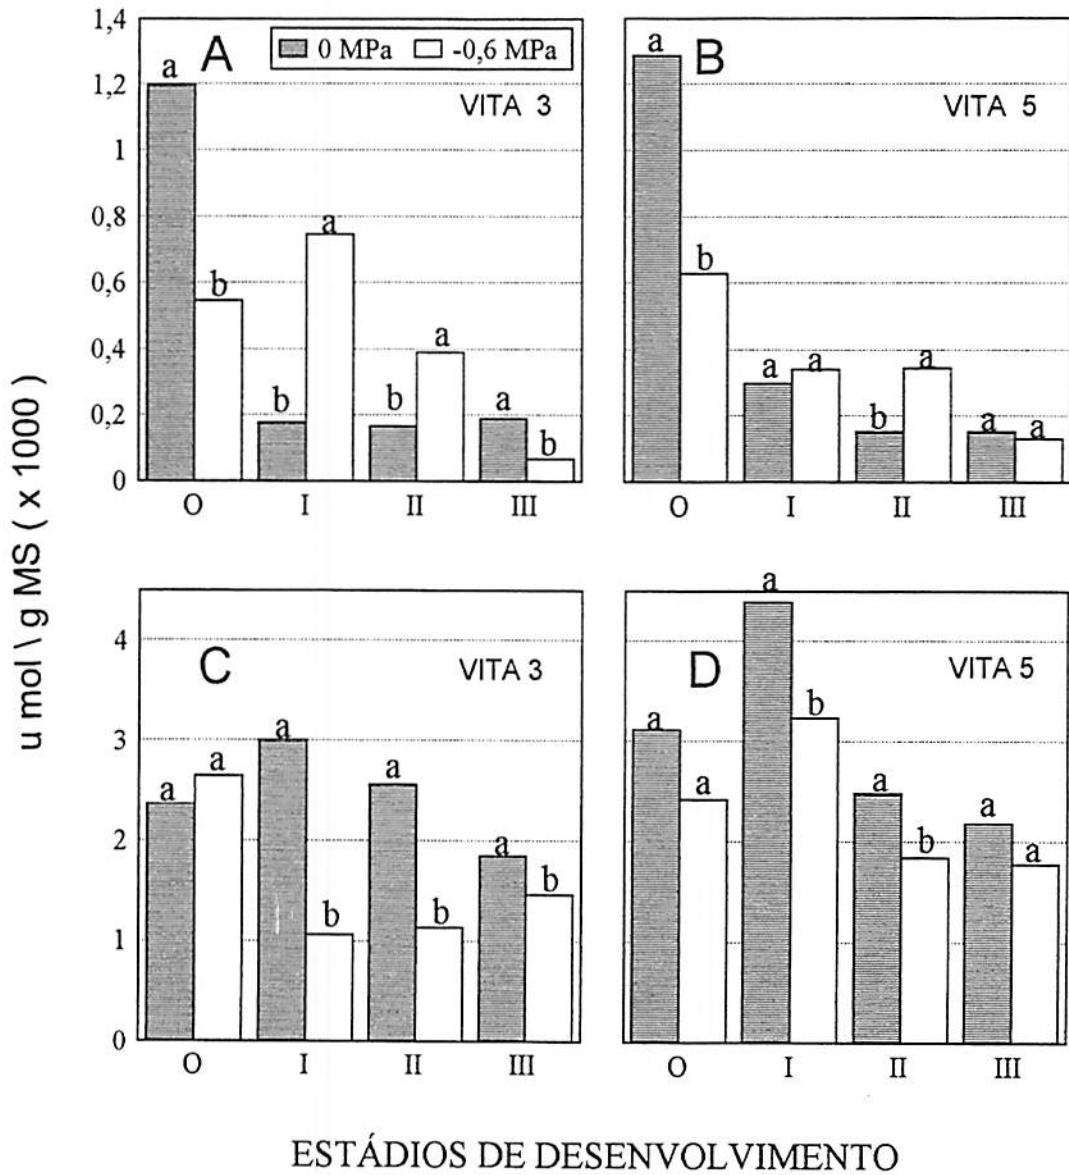 u mol \ g MS ( x 1000 )
1,4
1,2
1
0,8
0,6
0,4
0,2
0
A
0 MPa
-0,6 MPa
VITA 3
a
b
b
a
b
a
a
b
O
I
II
III
B
VITA 5
a
b
a
a
b
a
a
a
O
I
II
III
4
3
2
1
0
C
VITA 3
a
a
a
b
a
b
a
b
O
I
II
III
D
VITA 5
a
a
a
b
a
b
a
a
O
I
II
III
ESTÁDIOS DE DESENVOLVIMENTO